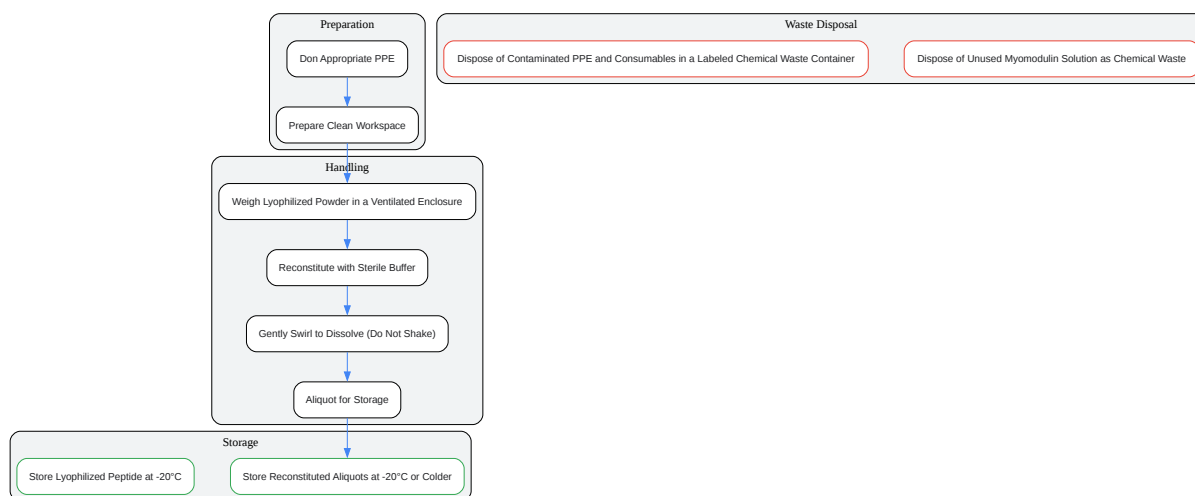 Preparation
Don Appropriate PPE
Prepare Clean Workspace
Waste Disposal
Dispose of Contaminated PPE and Consumables in a Labeled Chemical Waste Container
Dispose of Unused Myomodulin Solution as Chemical Waste
Handling
Weigh Lyophilized Powder in a Ventilated Enclosure
Reconstitute with Sterile Buffer
Gently Swirl to Dissolve (Do Not Shake)
Aliquot for Storage
Storage
Store Lyophilized Peptide at -20°C
Store Reconstituted Aliquots at -20°C or Colder